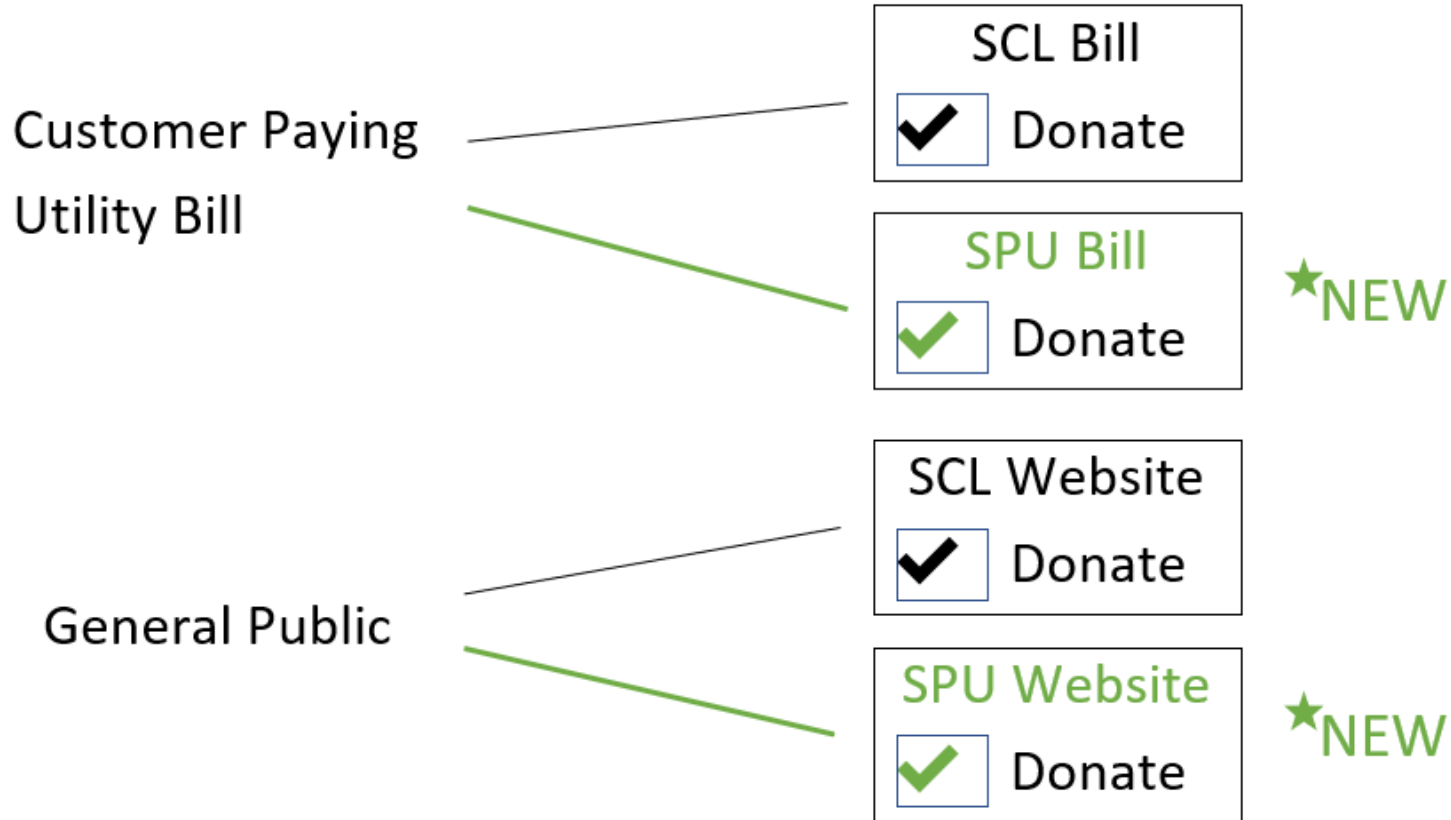 Customer Paying
Utility Bill
SCL Bill
Donate
SPU Bill
Donate
NEW
General Public
SCL Website
Donate
SPU Website
Donate
NEW